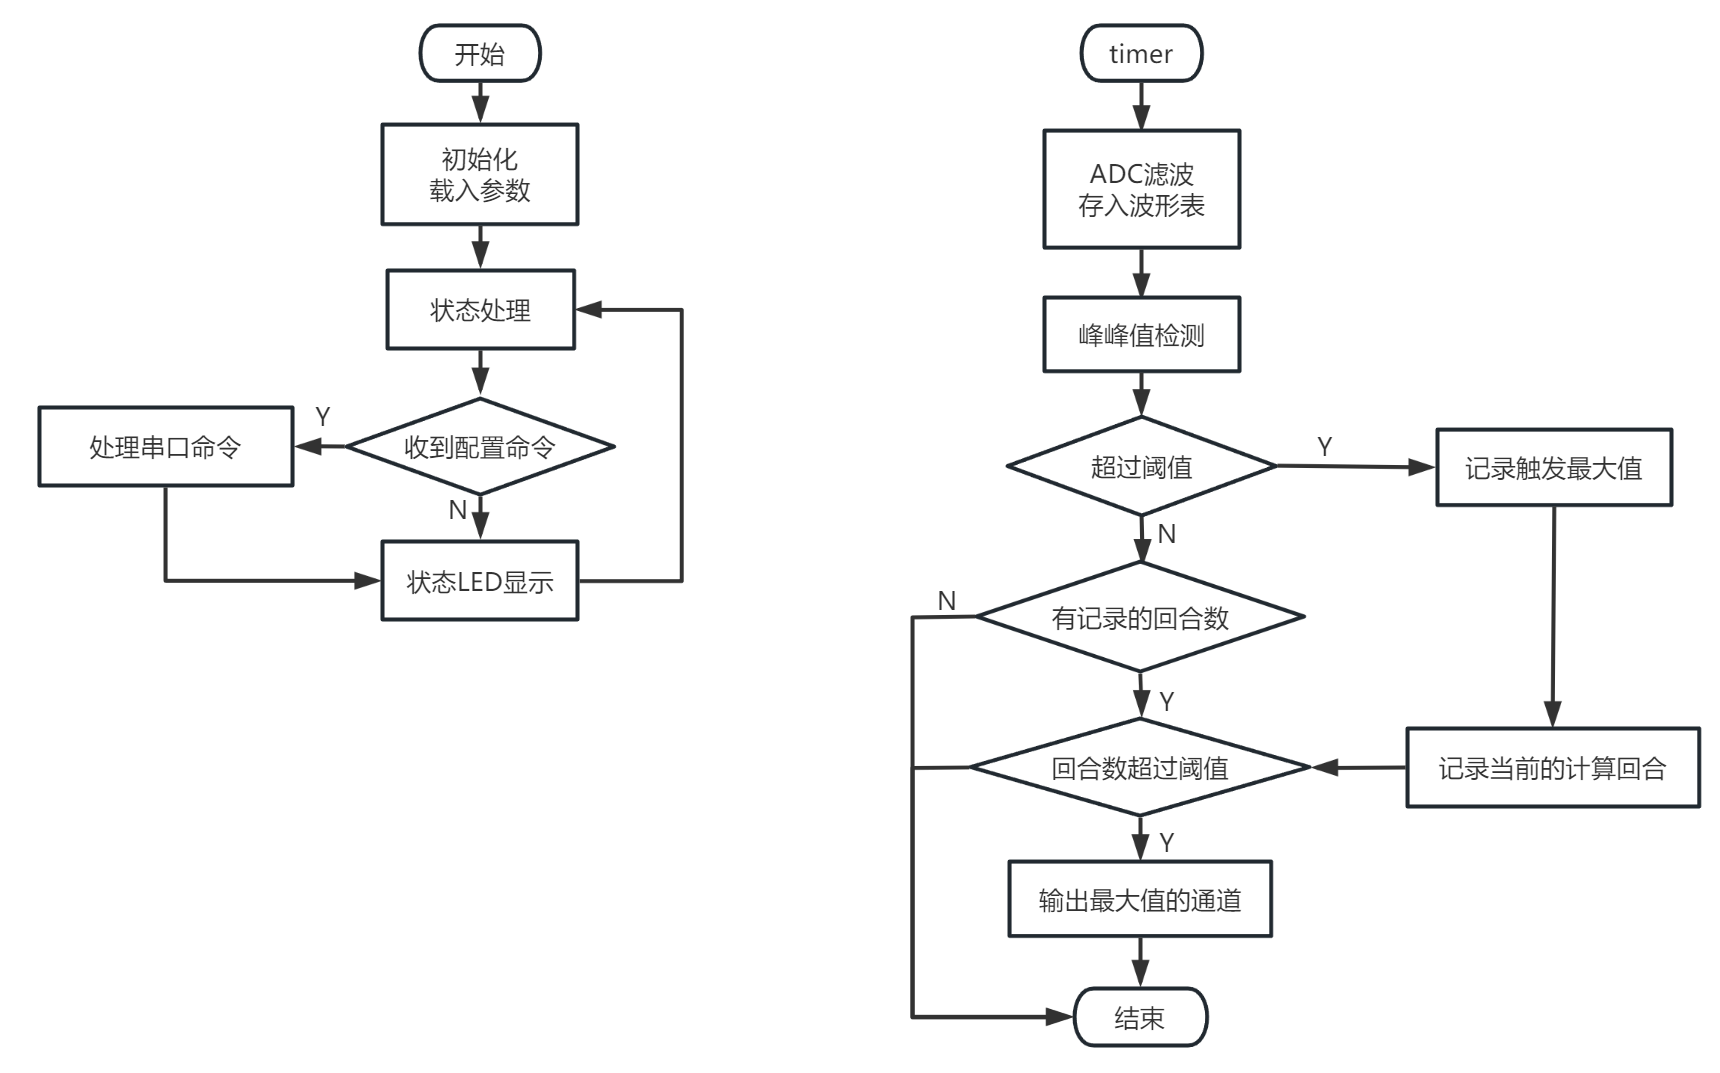 开始
初始化
载入参数
状态处理
收到配置命令
Y
处理串口命令
N
状态LED显示
timer
ADC滤波
存入波形表
峰峰值检测
超过阈值
Y
记录触发最大值
N
有记录的回合数
N
Y
回合数超过阈值
记录当前的计算回合
Y
输出最大值的通道
结束